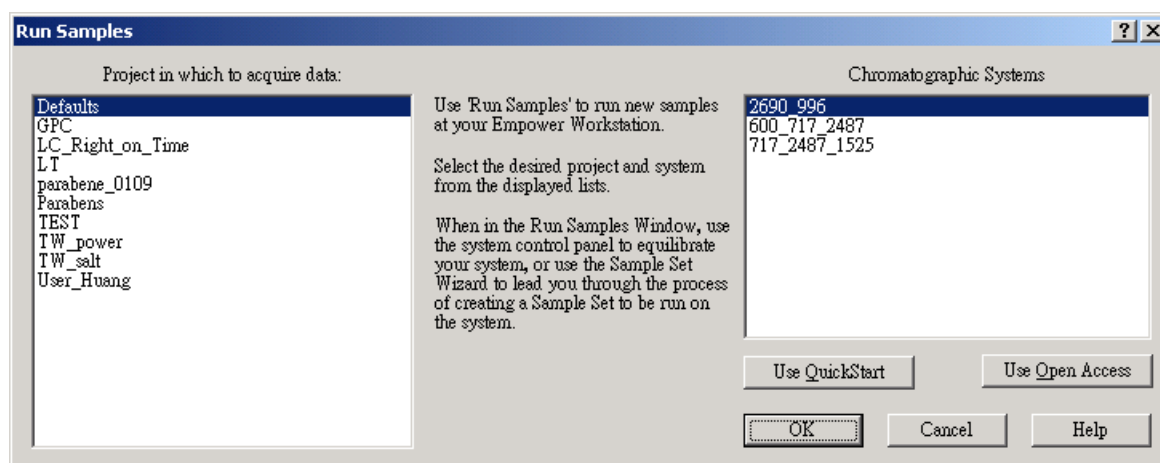 Run Samples
Project in which to acquire data:
Defaults
GPC
LC_Right_on_Time
LT
parabene_0109
Parabens
TEST
TW_power
TW_salt
User_Huang
Use 'Run Samples' to run new samples
at your Empower Workstation.
Select the desired project and system
from the displayed lists.
When in the Run Samples Window, use
the system control panel to equilibrate
your system, or use the Sample Set
Wizard to lead you through the process
of creating a Sample Set to be run on
the system.
Chromatographic Systems
2690_996
600_717_2487
717_2487_1525
Use QuickStart
Use Open Access
OK
Cancel
Help